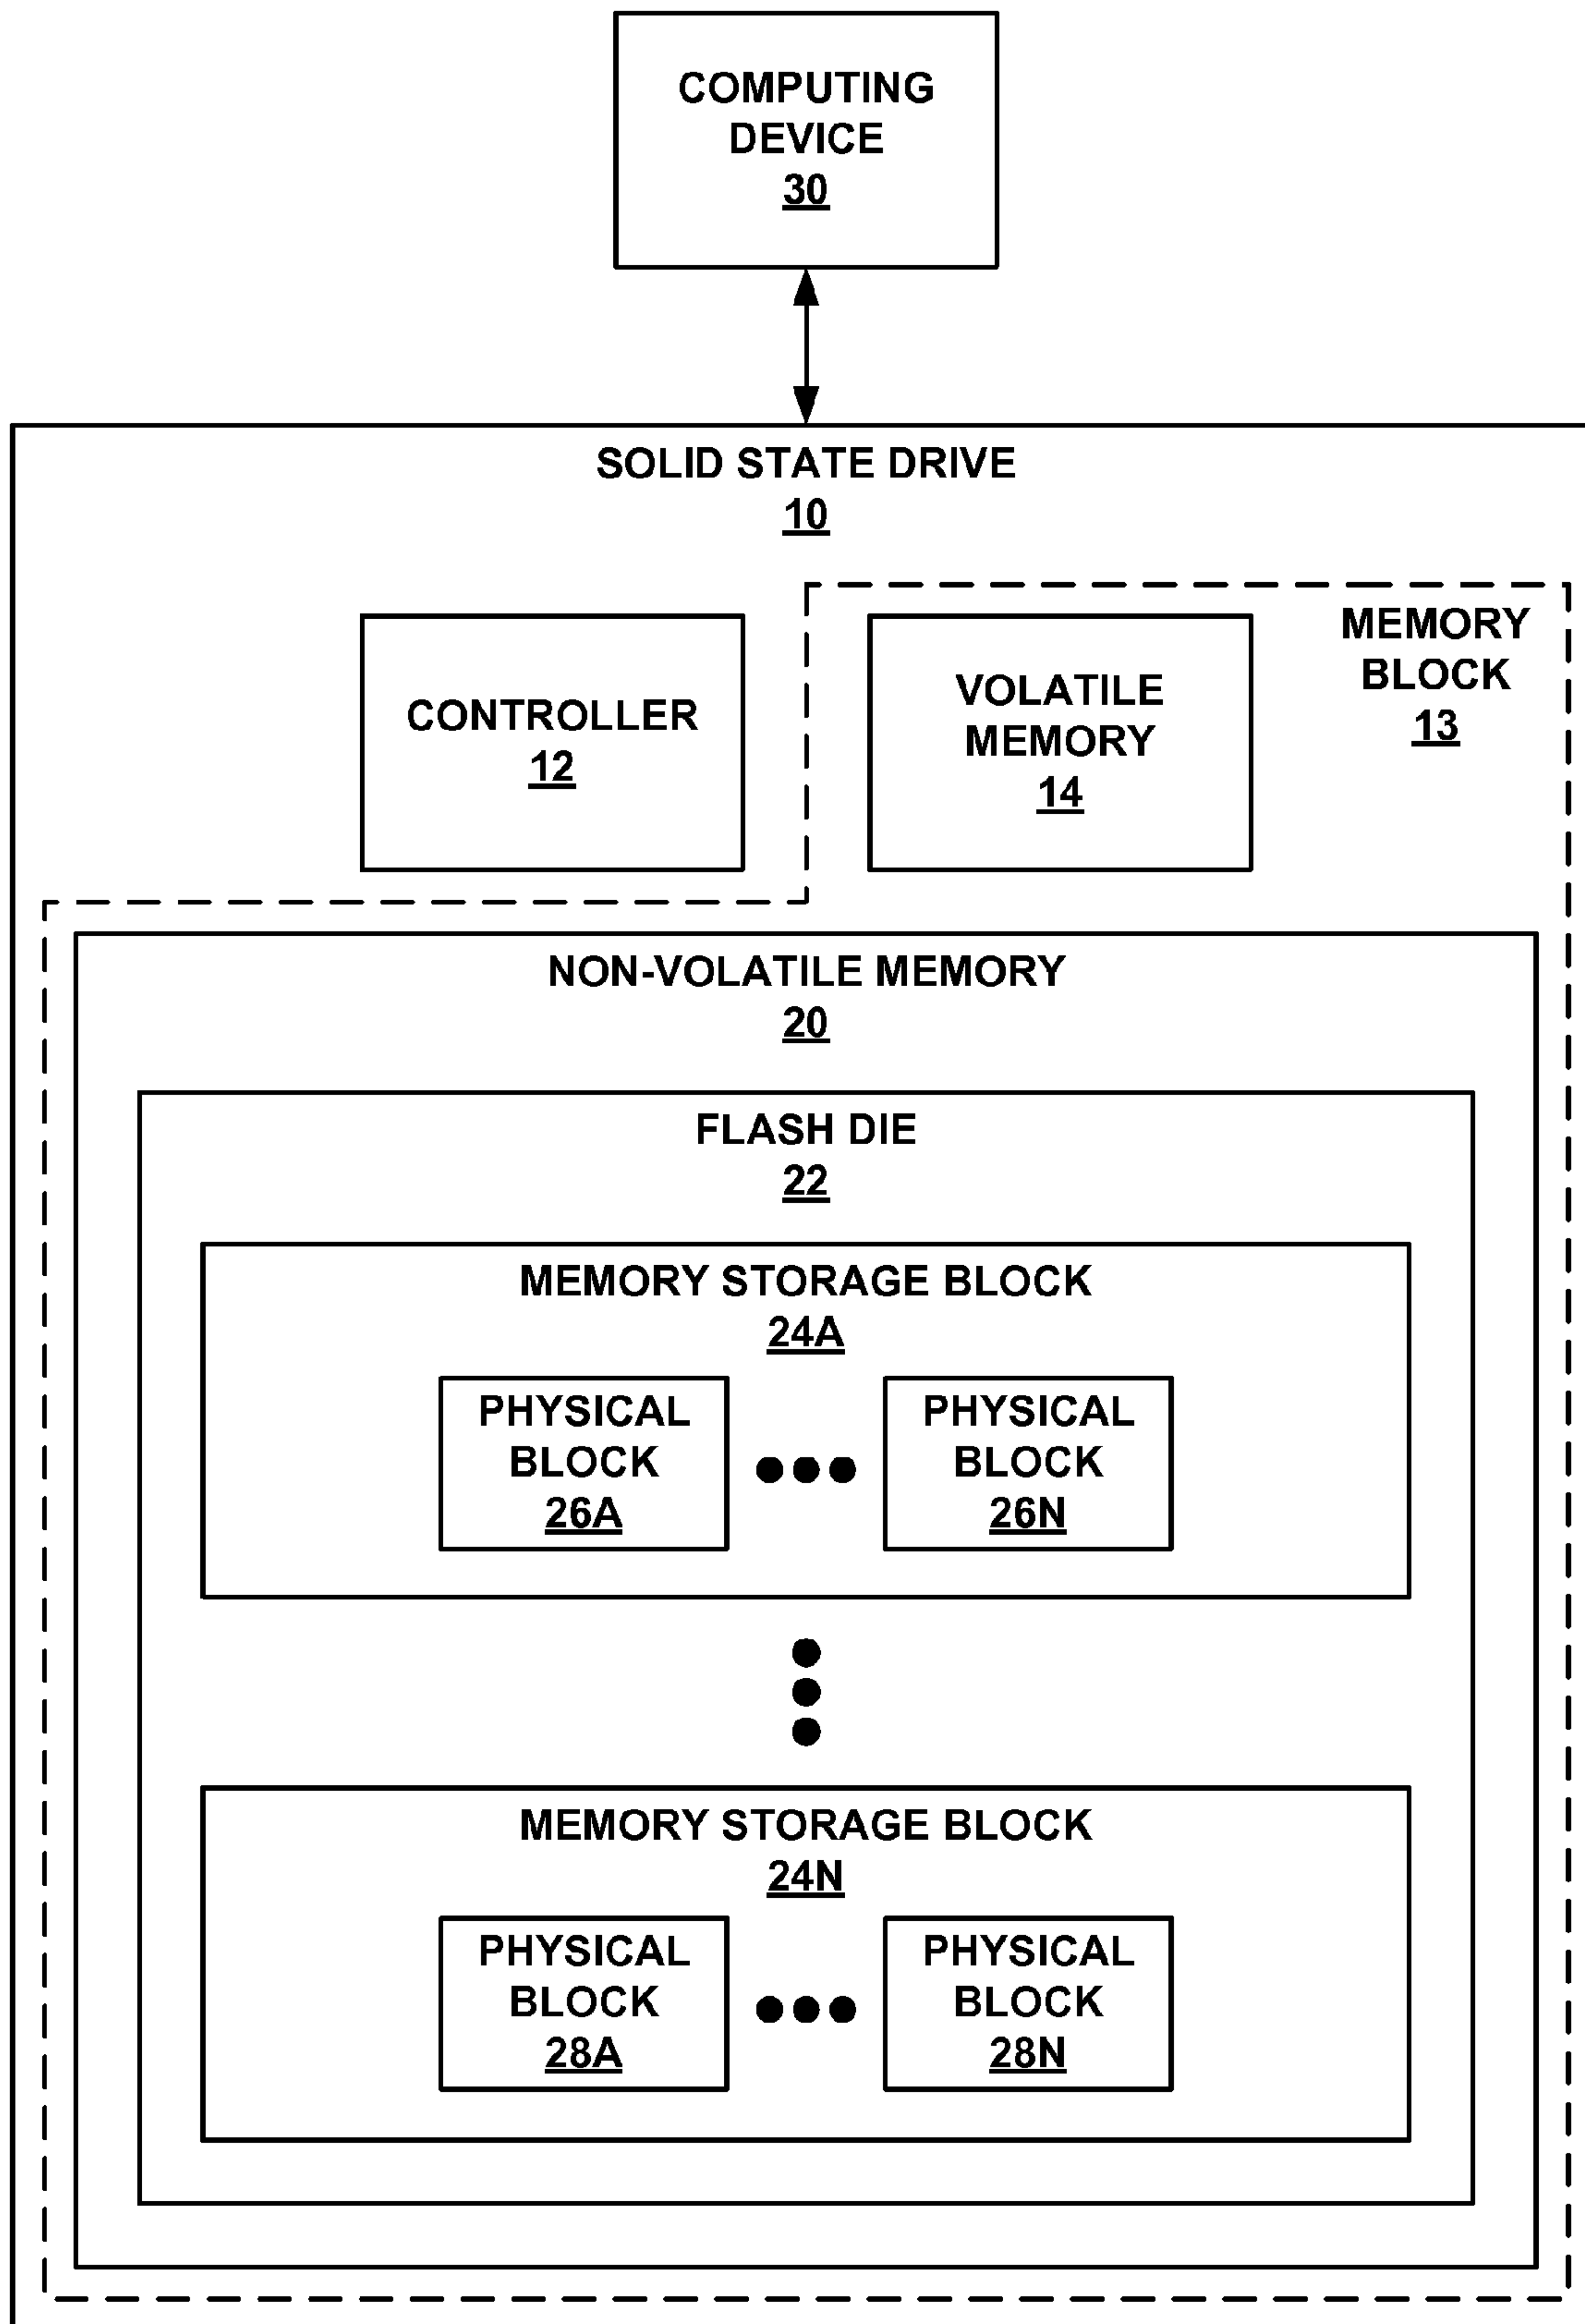 COMPUTING
DEVICE
30
SOLID STATE DRIVE
10
CONTROLLER
12
VOLATILE
MEMORY
14
MEMORY
BLOCK
13
NON-VOLATILE MEMORY
20
FLASH DIE
22
MEMORY STORAGE BLOCK
24A
PHYSICAL
BLOCK
26A
PHYSICAL
BLOCK
26N
MEMORY STORAGE BLOCK
24N
PHYSICAL
BLOCK
28A
PHYSICAL
BLOCK
28N